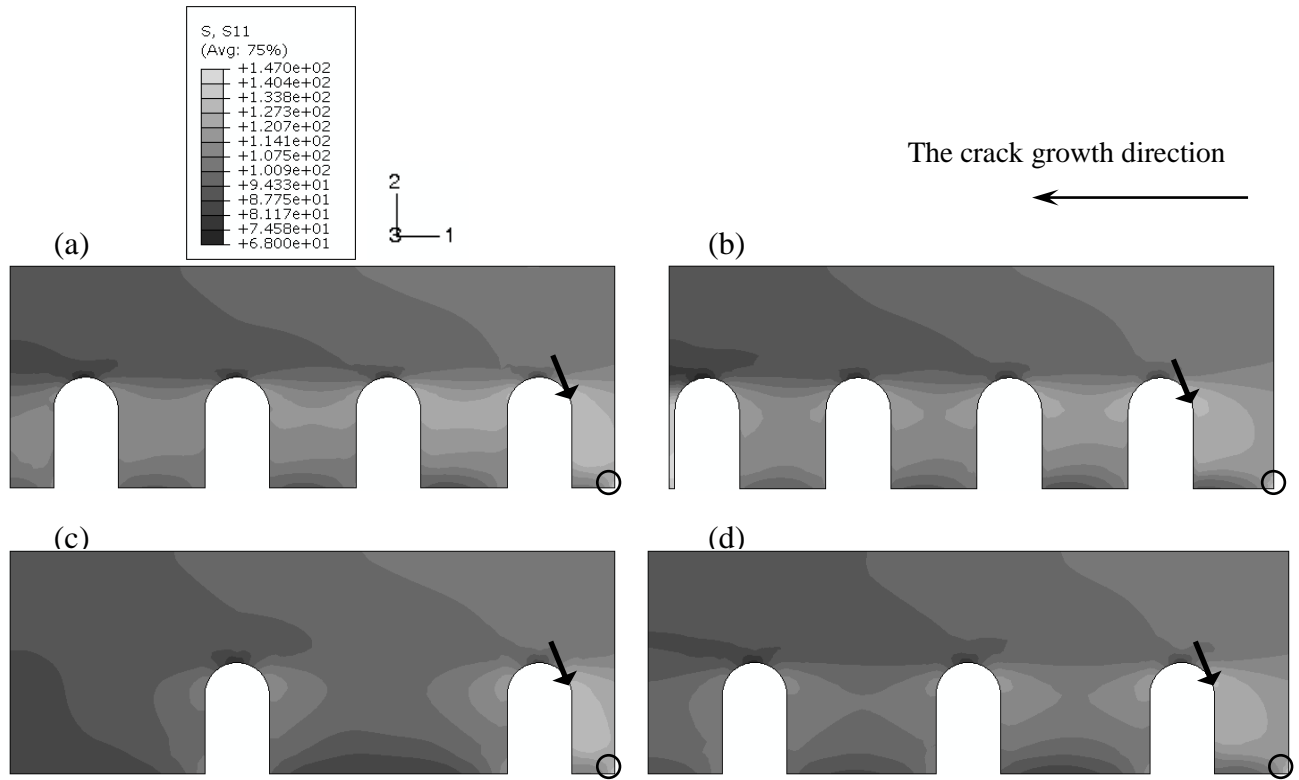 S, S11
(Avg: 75%)
+1.470e+02
+1.404e+02
+1.338e+02
+1.273e+02
+1.207e+02
+1.141e+02
+1.075e+02
+1.009e+02
+9.433e+01
+8.775e+01
+8.117e+01
+7.458e+01
+6.800e+01
2
3 1
The crack growth direction
(a)
(b)
(c)
(d)